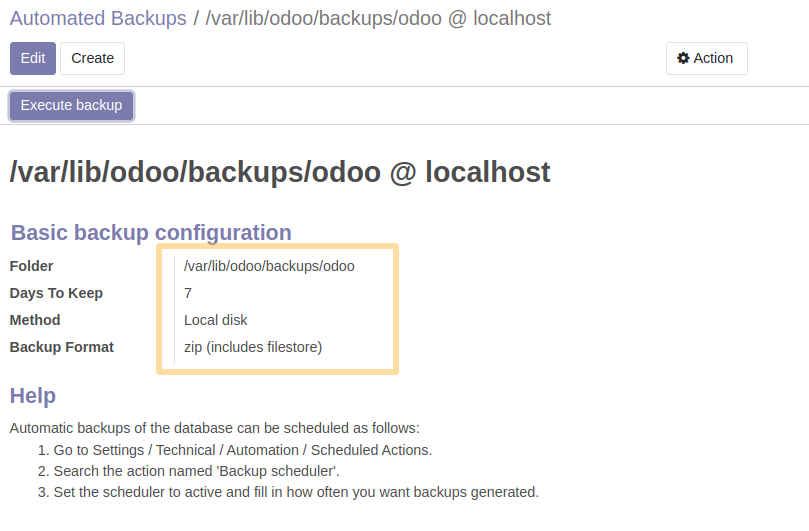 Automated Backups / /var/lib/odoo/backups/odoo @ localhost
Edit Create Action
Execute backup
/var/lib/odoo/backups/odoo @ localhost
Basic backup configuration
Folder /var/lib/odoo/backups/odoo
Days To Keep 7
Method Local disk
Backup Format zip (includes filestore)
Help
Automatic backups of the database can be scheduled as follows:
1. Go to Settings / Technical / Automation / Scheduled Actions.
2. Search the action named 'Backup scheduler'.
3. Set the scheduler to active and fill in how often you want backups generated.